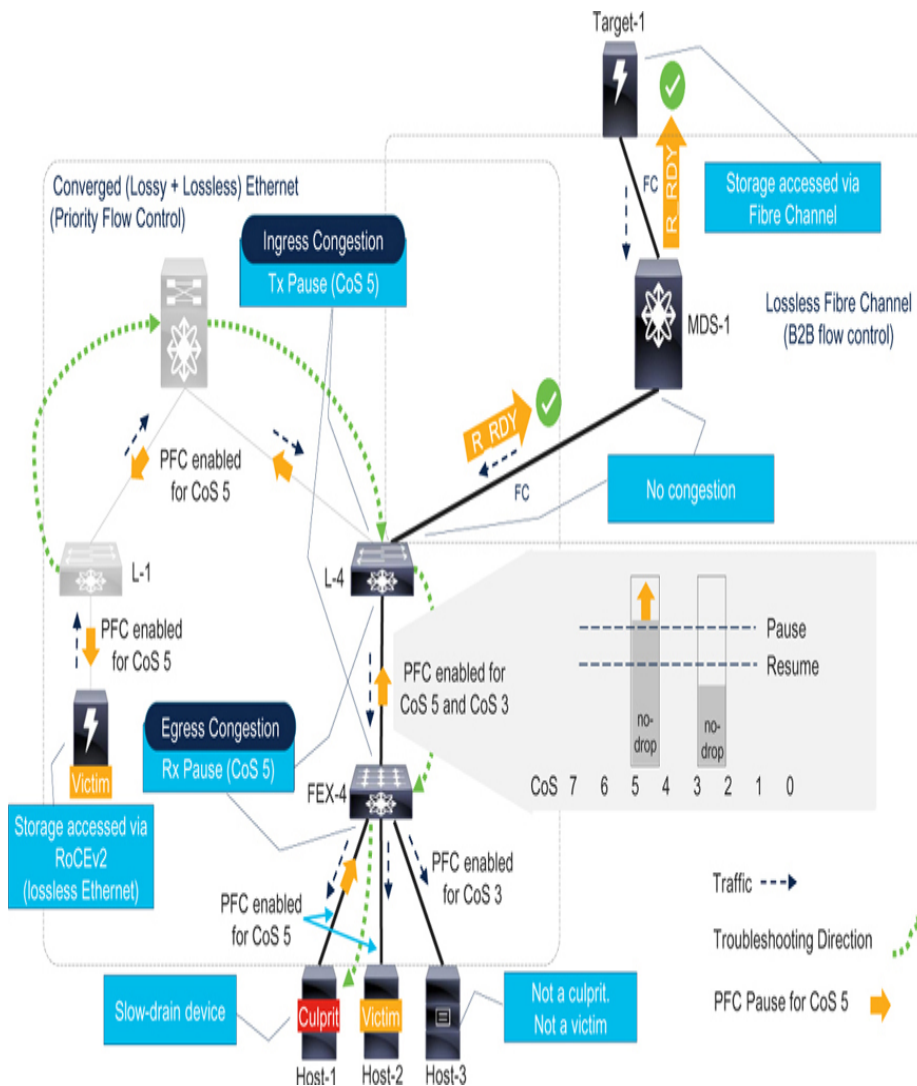 Target-1
Converged (Lossy + Lossless) Ethernet
(Priority Flow Control)
Ingress Congestion
Tx Pause (CoS 5)
R_RDY
FC
Storage accessed via
Fibre Channel
MDS-1
Lossless Fibre Channel
(B2B flow control)
PFC enabled
for CoS 5
R_RDY
FC
No congestion
L-1
L-4
PFC enabled
for CoS 5
PFC enabled for
CoS 5 and CoS 3
Pause
Resume
no-
drop
no-
drop
CoS 7 6 5 4 3 2 1 0
Egress Congestion
Rx Pause (CoS 5)
Victim
FEX-4
Storage accessed via
RoCEv2
(lossless Ethernet)
PFC enabled
for CoS 3
PFC enabled
for CoS 5
Traffic
Troubleshooting Direction
PFC Pause for CoS 5
Slow-drain device
Culprit
Victim
Not a culprit.
Not a victim
Host-1
Host-2
Host-3